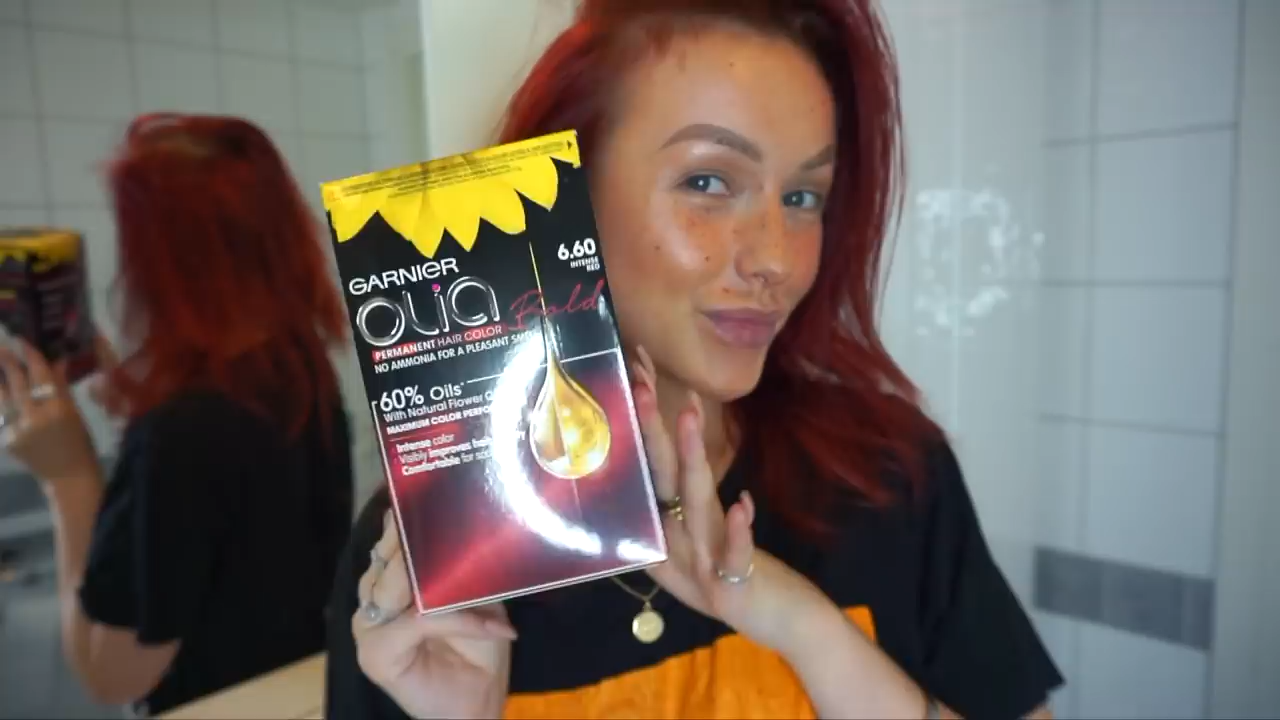 6.60
INTENSE
RED
GARNIER
OLIA Bold
PERMANENT HAIR COLOR
NO AMMONIA FOR A PLEASANT
60% Oils*
With Natural Flower
MAXIMUM COLOR
Intense color
Visibly improves
Comfortable for